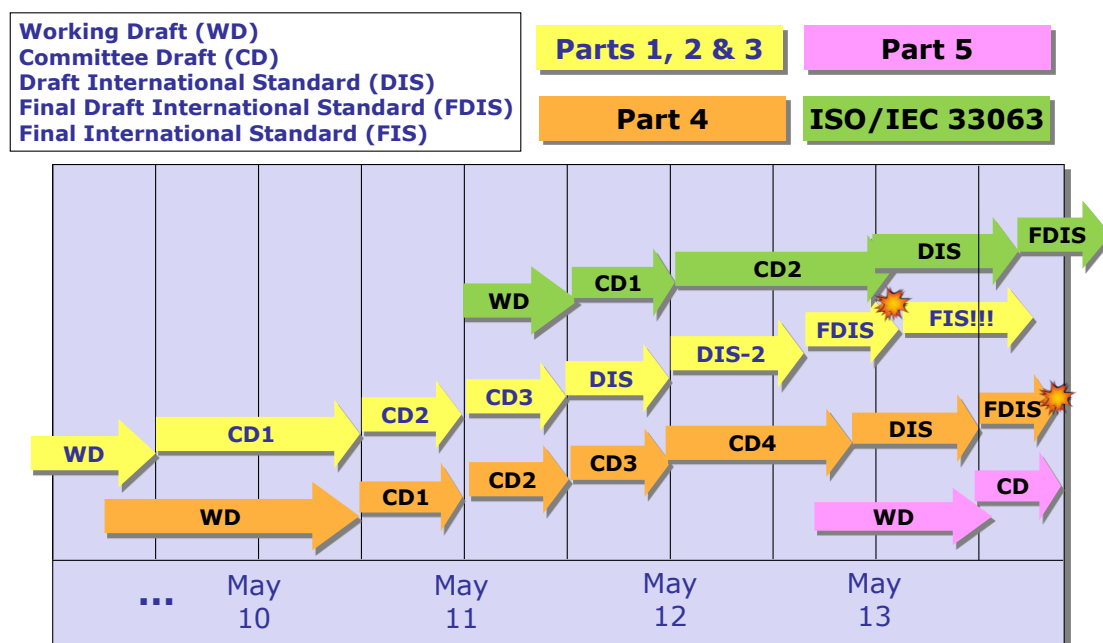 Working Draft (WD)
Committee Draft (CD)
Draft International Standard (DIS)
Final Draft International Standard (FDIS)
Final International Standard (FIS)
Parts 1, 2 & 3
Part 5
Part 4
ISO/IEC 33063
WD
CD1
CD2
DIS
FDIS
WD
CD1
CD2
CD3
DIS
DIS-2
FDIS
FIS!!!
WD
CD1
CD2
CD3
CD4
DIS
FDIS
WD
CD
...
May
10
May
11
May
12
May
13